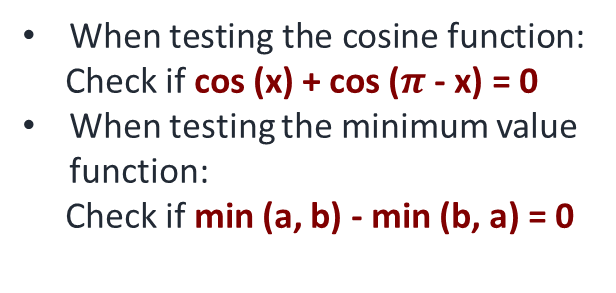 • When testing the cosine function:
Check if cos (x) + cos (π - x) = 0
• When testing the minimum value
function:
Check if min (a, b) - min (b, a) = 0